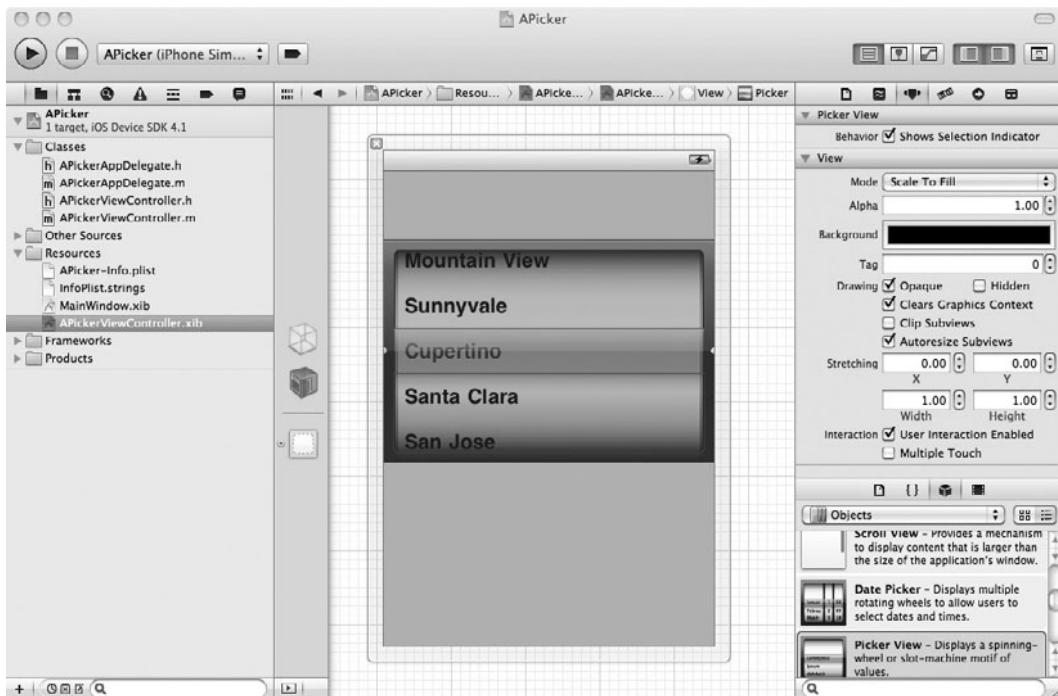 APicker
APicker (iPhone Sim...
APicker
Resou...
APicke...
APicke...
View
Picker
APicker
1 target, iOS Device SDK 4.1
Classes
h APickerAppDelegate.h
m APickerAppDelegate.m
h APickerViewController.h
m APickerViewController.m
Other Sources
Resources
APicker-Info.plist
InfoPlist.strings
MainWindow.xib
APickerViewController.xib
Frameworks
Products
Mountain View
Sunnyvale
Cupertino
Santa Clara
San Jose
Picker View
Behavior Shows Selection Indicator
View
Mode Scale To Fill
Alpha 1.00
Background
Tag 0
Drawing Opaque Hidden
Clears Graphics Context
Clip Subviews
Autoresize Subviews
Stretching 0.00 0.00
X Y
1.00 1.00
Width Height
Interaction User Interaction Enabled
Multiple Touch
{ }
Objects
Scroll View – Provides a mechanism
to display content that is larger than
the size of the application's window.
Date Picker – Displays multiple
rotating wheels to allow users to
select dates and times.
Picker View – Displays a spinning-
wheel or slot-machine motif of
values.